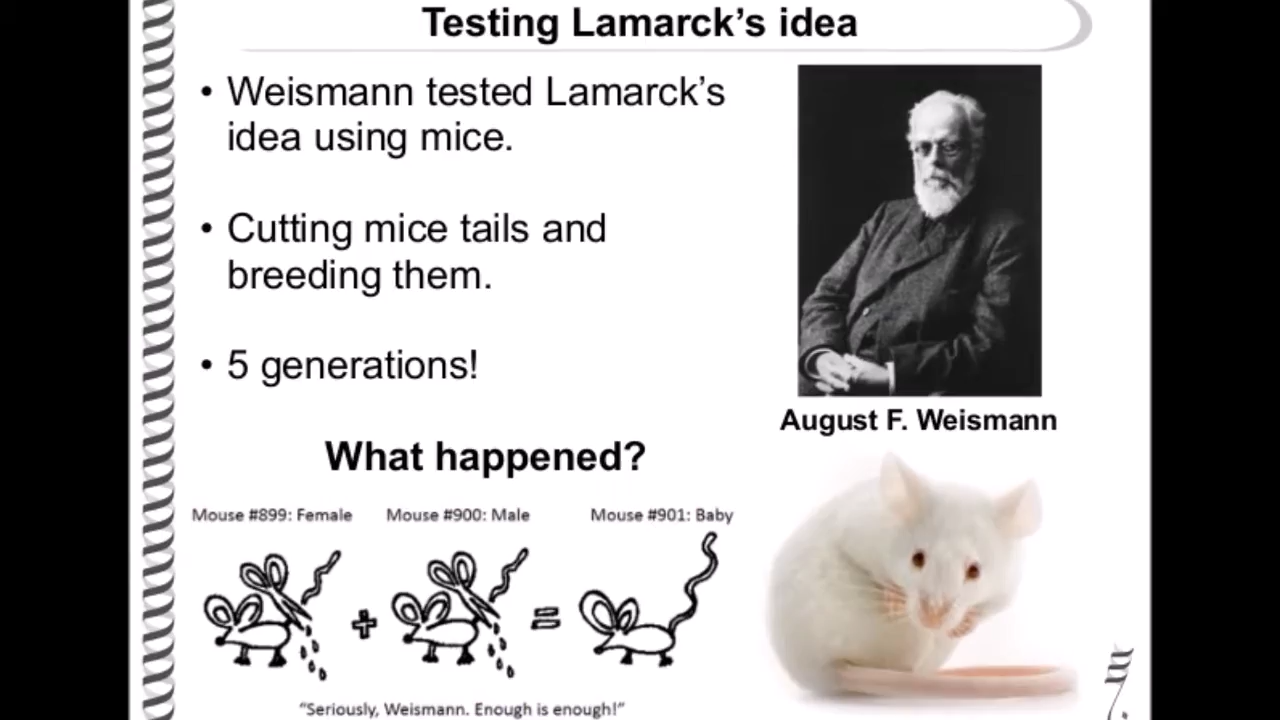 Testing Lamarck’s idea
• Weismann tested Lamarck’s
idea using mice.
• Cutting mice tails and
breeding them.
• 5 generations!
August F. Weismann
What happened?
Mouse #899: Female
Mouse #900: Male
Mouse #901: Baby
“Seriously, Weismann. Enough is enough!”